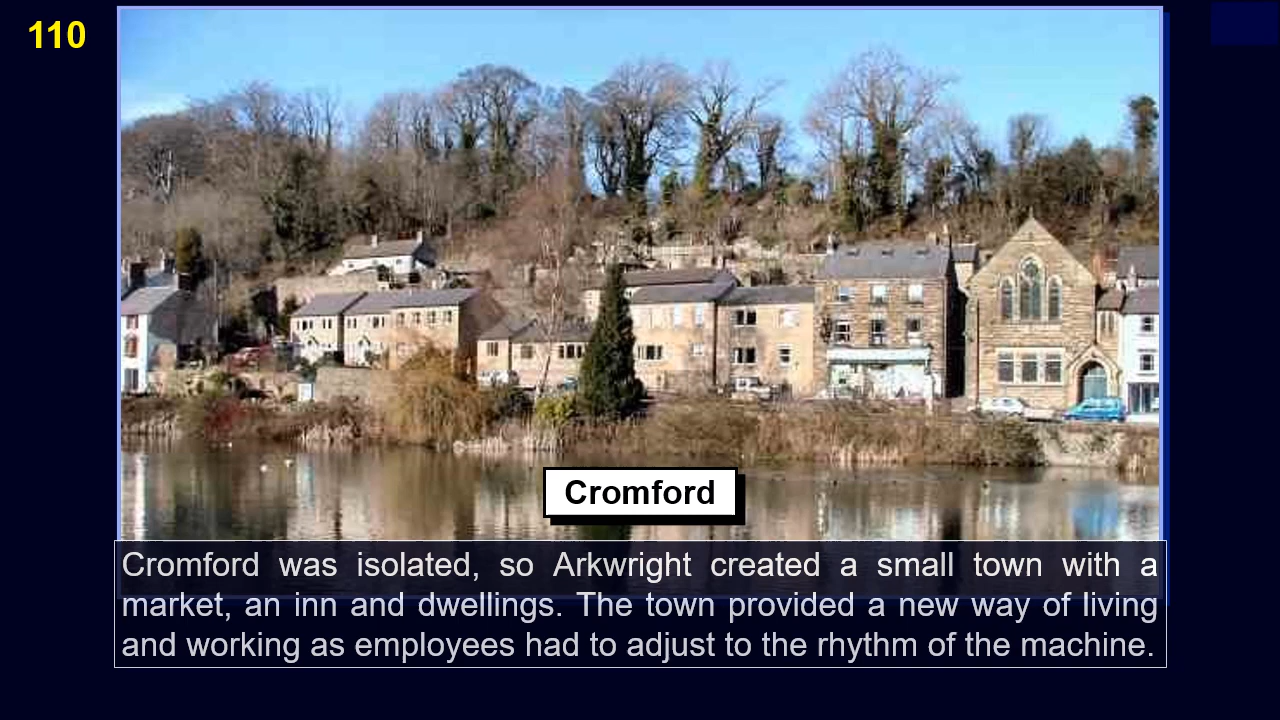 110
Cromford
Cromford was isolated, so Arkwright created a small town with a
market, an inn and dwellings. The town provided a new way of living
and working as employees had to adjust to the rhythm of the machine.